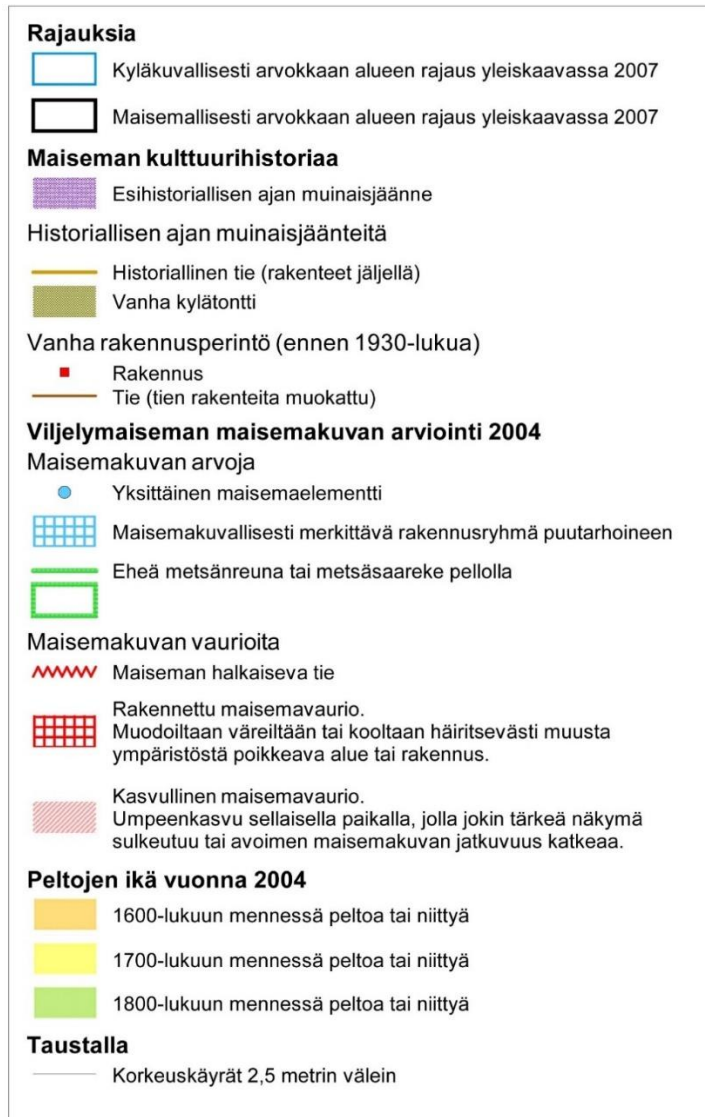 Rajauksia
Kyläkuvallisesti arvokkaan alueen rajaus yleiskaavassa 2007
Maisemallisesti arvokkaan alueen rajaus yleiskaavassa 2007
Maiseman kulttuurihistoriaa
Esihistoriallisen ajan muinaisjäänne
Historiallisen ajan muinaisjäänteitä
Historiallinen tie (rakenteet jäljellä)
Vanha kylätontti
Vanha rakennusperintö (ennen 1930-lukua)
Rakennus
Tie (tien rakenteita muokattu)
Viljelymaiseman maisemakuvan arviointi 2004
Maisemakuvan arvoja
Yksittäinen maisemaelementti
Maisemakuvallisesti merkittävä rakennusryhmä puutarhoineen
Eheä metsänreuna tai metsäsaareke pellolla
Maisemakuvan vaurioita
Maiseman halkaiseva tie
Rakennettu maisemavaurio.
Muodoiltaan väreiltään tai kooltaan häiritsevästi muusta
ympäristöstä poikkeava alue tai rakennus.
Kasvullinen maisemavaurio.
Umpeenkasvu sellaisella paikalla, jolla jokin tärkeä näkymä
sulkeutuu tai avoimen maisemakuvan jatkuvuus katkeaa.
Peltojen ikä vuonna 2004
1600-lukuun mennessä peltoa tai niittyä
1700-lukuun mennessä peltoa tai niittyä
1800-lukuun mennessä peltoa tai niittyä
Taustalla
Korkeuskäyrät 2,5 metrin välein